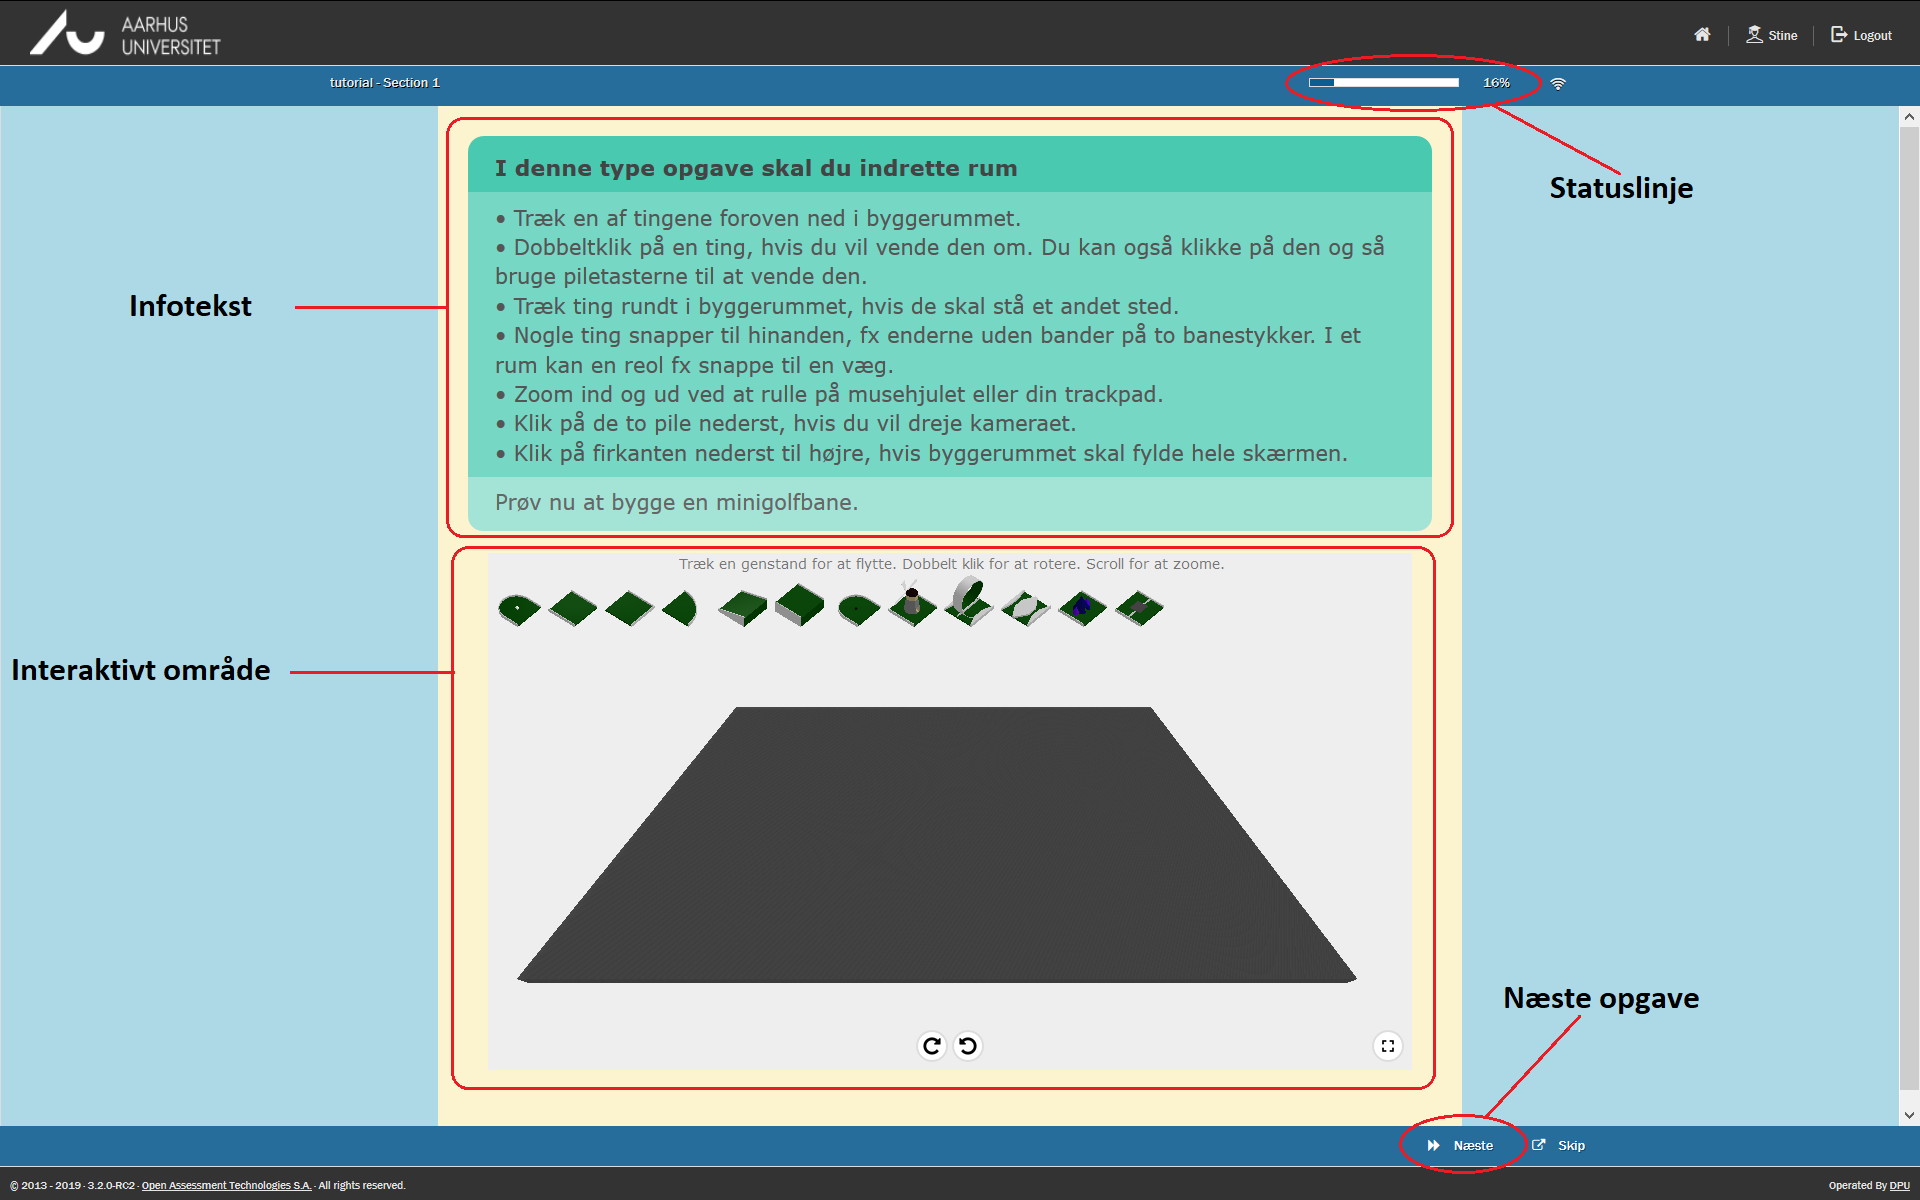 AARHUS
UNIVERSITET
Stine
Logout
tutorial - Section 1
16%
Statuslinje
I denne type opgave skal du indrette rum
• Træk en af tingene foroven ned i byggerummet.
• Dobbeltklik på en ting, hvis du vil vende den om. Du kan også klikke på den og så
bruge piletasterne til at vende den.
• Træk ting rundt i byggerummet, hvis de skal stå et andet sted.
• Nogle ting snapper til hinanden, fx enderne uden bander på to banestykker. I et
rum kan en reol fx snappe til en væg.
• Zoom ind og ud ved at rulle på musehjulet eller din trackpad.
• Klik på de to pile nederst, hvis du vil dreje kameraet.
• Klik på firkanten nederst til højre, hvis byggerummet skal fylde hele skærmen.
Prøv nu at bygge en minigolfbane.
Infotekst
Træk en genstand for at flytte. Dobbelt klik for at rotere. Scroll for at zoome.
Interaktivt område
Næste opgave
Næste
Skip
© 2013 - 2019 · 3.2.0-RC2 · Open Assessment Technologies S.A. · All rights reserved.
Operated By DPU